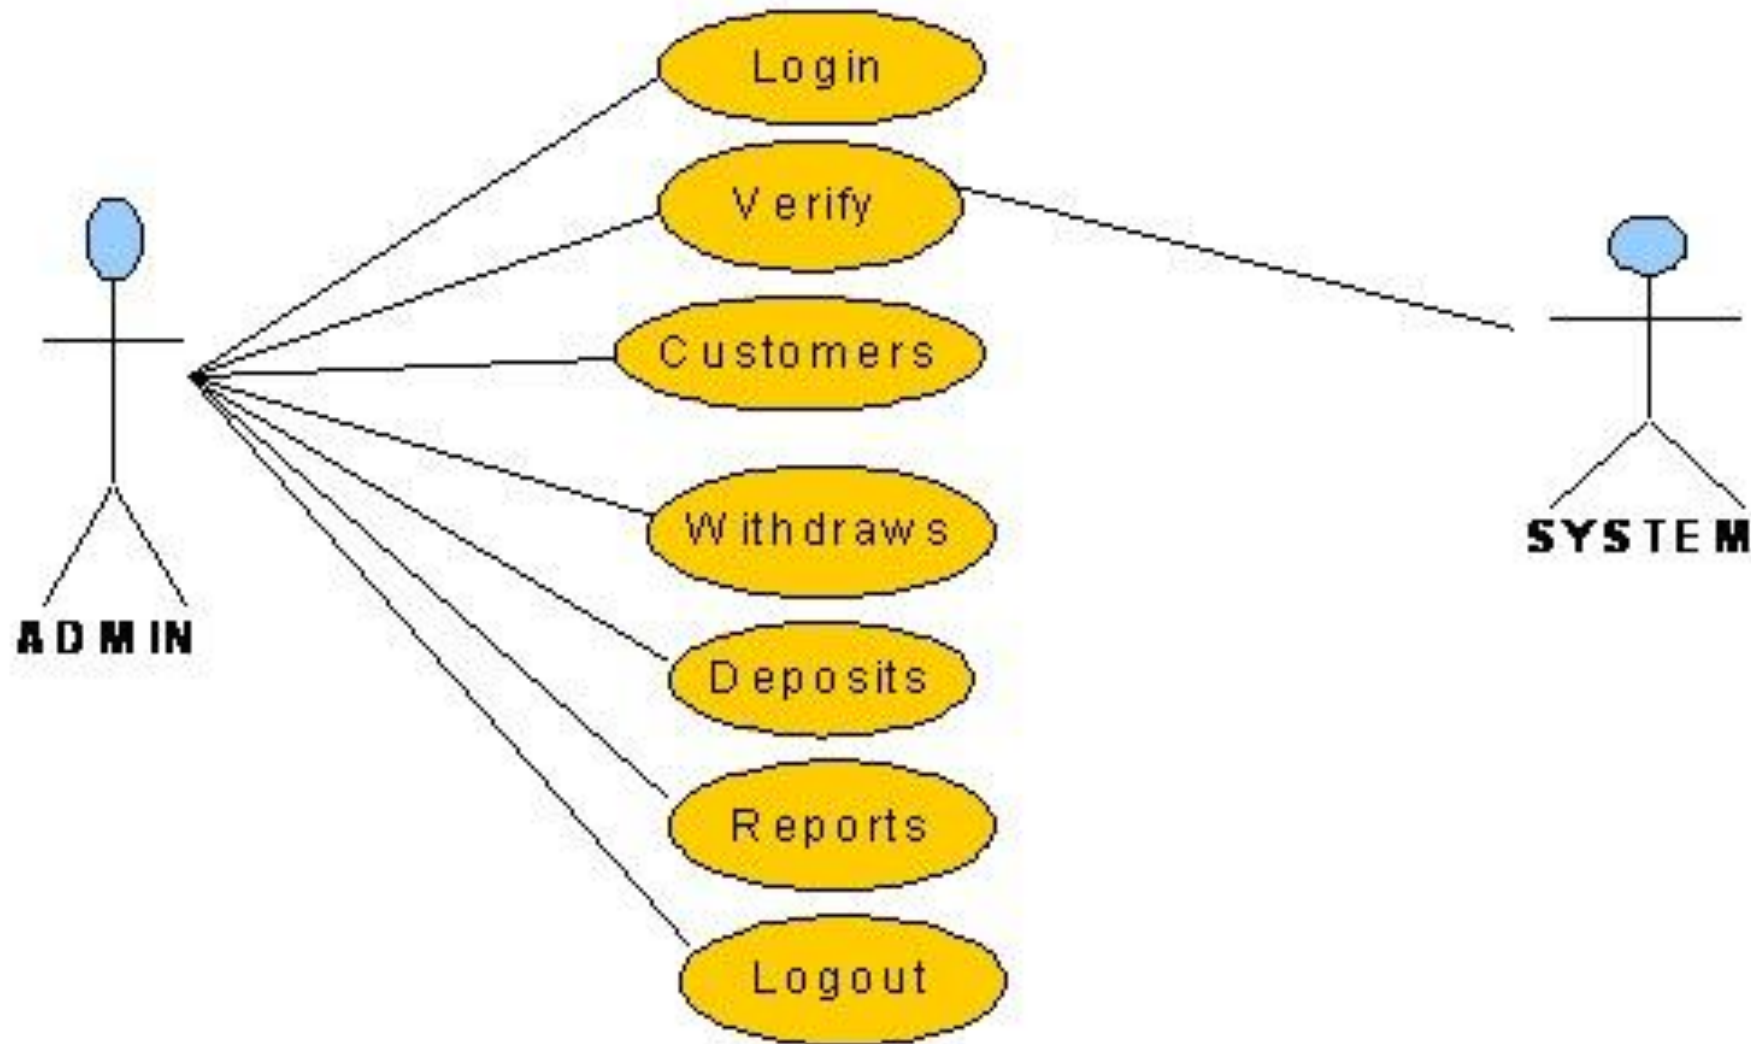 Login
Verify
Customers
Withdraws
SYSTEM
ADMIN
Deposits
Reports
Logout